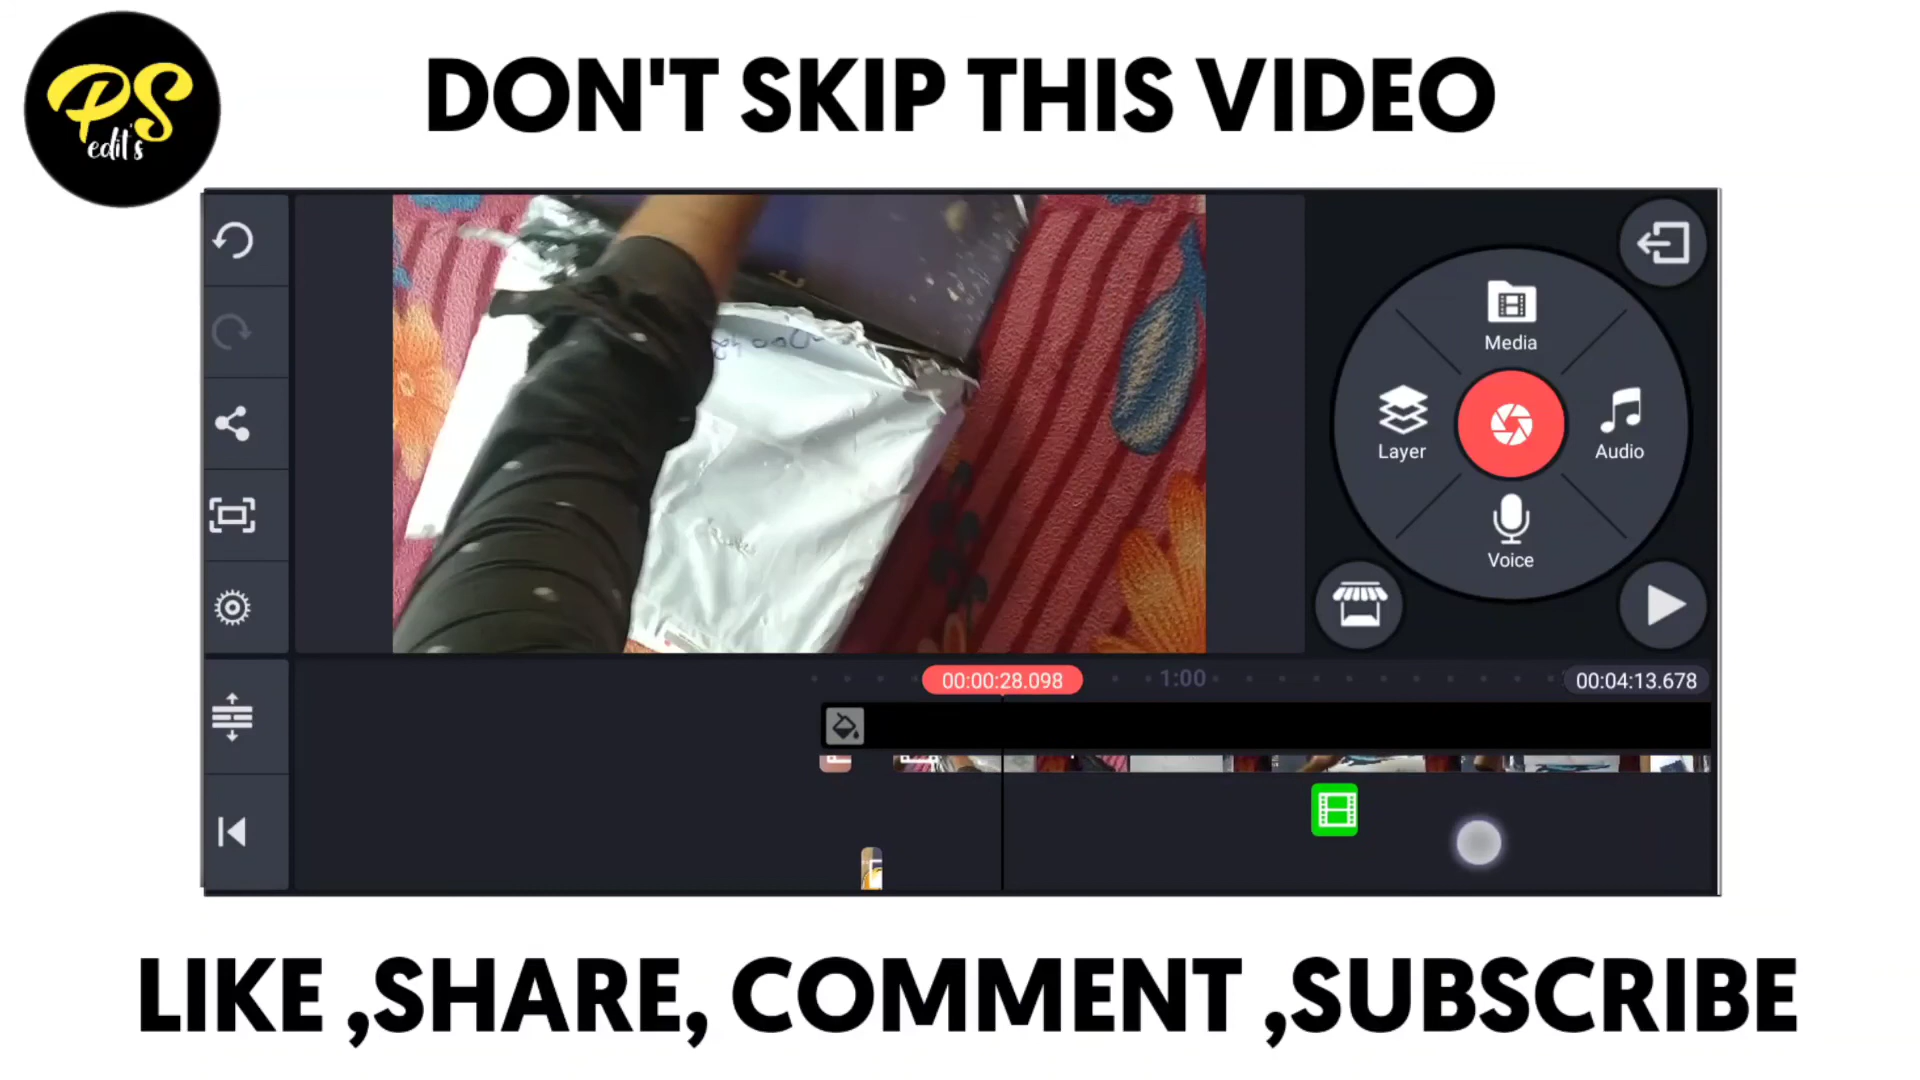 PS
edit's
DON'T SKIP THIS VIDEO
Media
Layer
Audio
Voice
00:00:28.098
1:00
00:04:13.678
LIKE ,SHARE, COMMENT ,SUBSCRIBE